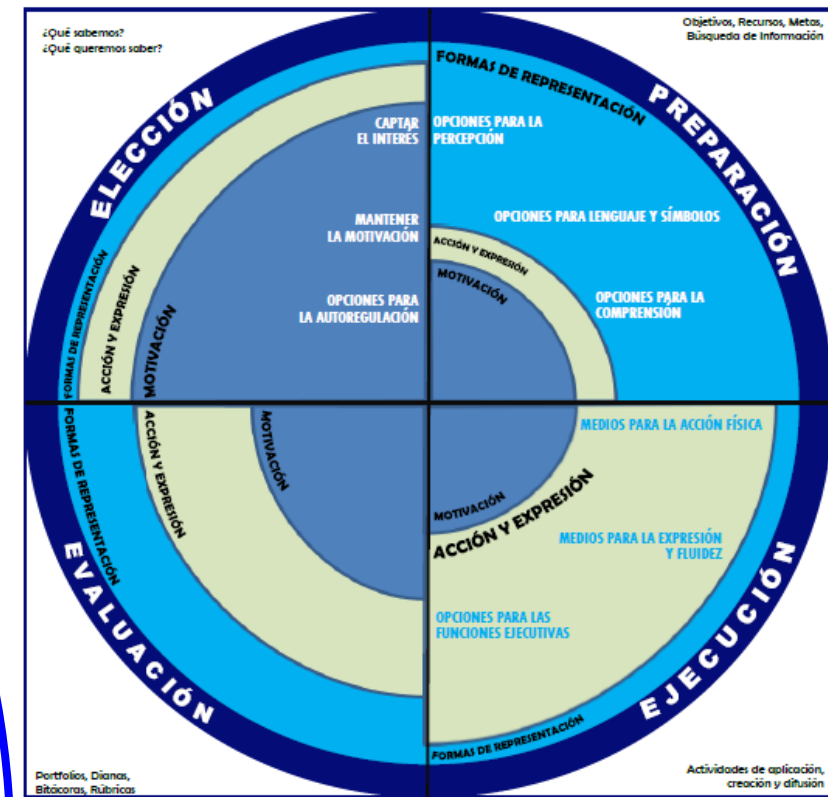 ¿Qué sabemos?
¿Qué queremos saber?
ELECCIÓN
FORMAS DE REPRESENTACIÓN
ACCIÓN Y EXPRESIÓN
MOTIVACIÓN
CAPTAR
EL INTERÉS
MANTENER
LA MOTIVACIÓN
OPCIONES PARA
LA AUTOREGULACIÓN
Objetivos, Recursos, Metas,
Búsqueda de Información
PREPARACIÓN
FORMAS DE REPRESENTACIÓN
OPCIONES PARA LA
PERCEPCIÓN
OPCIONES PARA LENGUAJE Y SÍMBOLOS
ACCIÓN Y EXPRESIÓN
MOTIVACIÓN
OPCIONES PARA LA
COMPRENSIÓN
FORMAS DE REPRESENTACIÓN
ACCIÓN Y EXPRESIÓN
MOTIVACIÓN
EVALUACIÓN
Portfolios, Dianas,
Bitácoras, Rúbricas
MEDIOS PARA LA ACCIÓN FÍSICA
MOTIVACIÓN
ACCIÓN Y EXPRESIÓN
MEDIOS PARA LA EXPRESIÓN
Y FLUIDEZ
OPCIONES PARA LAS
FUNCIONES EJECUTIVAS
FORMAS DE REPRESENTACIÓN
EJECUCIÓN
Actividades de aplicación,
creación y difusión